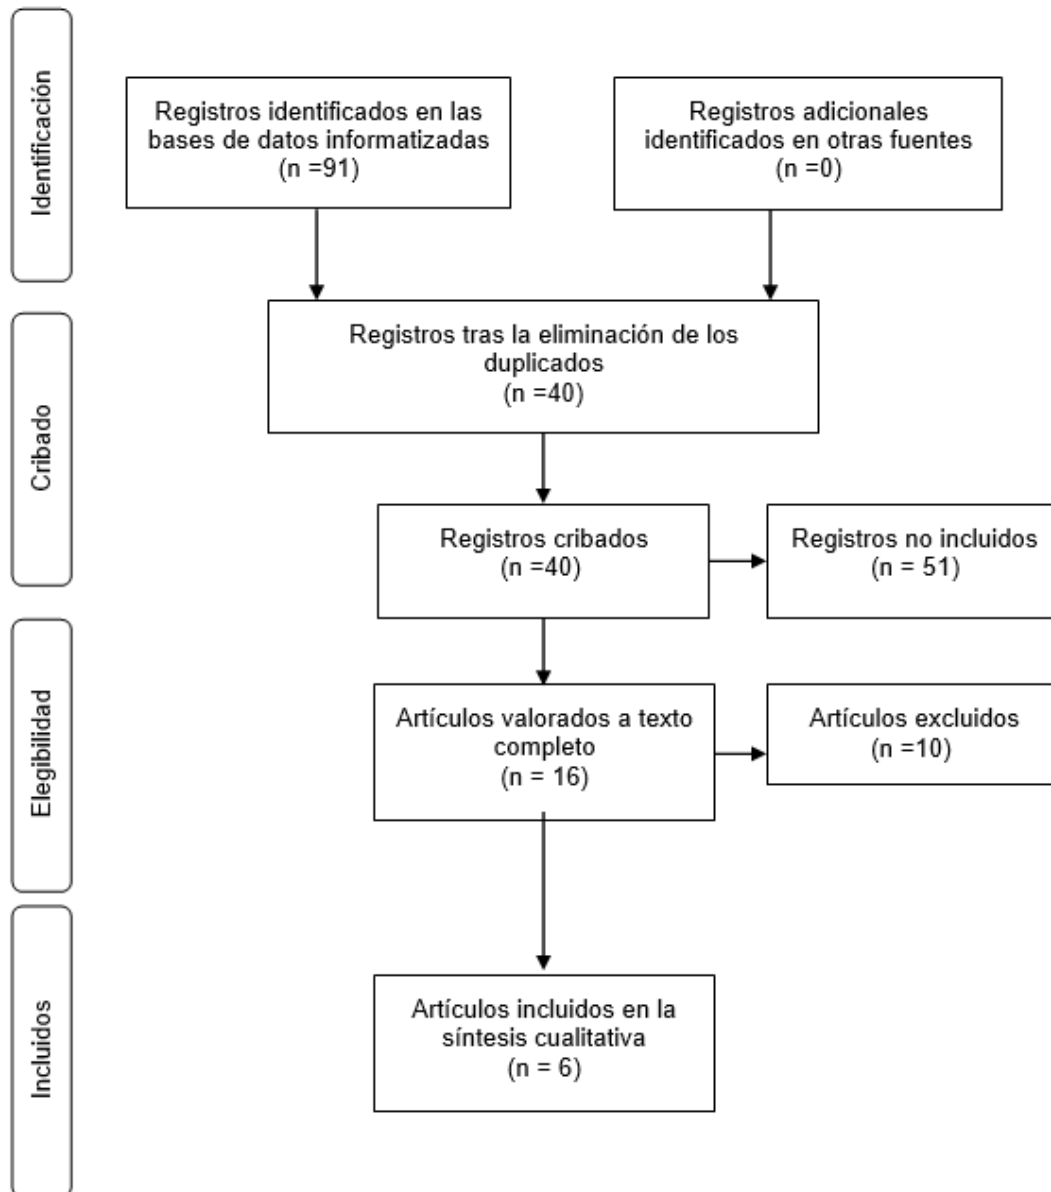 Identificación
Registros identificados en las
bases de datos informatizadas
(n =91)
Registros adicionales
identificados en otras fuentes
(n =0)
Cribado
Registros tras la eliminación de los
duplicados
(n =40)
Registros cribados
(n =40)
Registros no incluidos
(n = 51)
Elegibilidad
Artículos valorados a texto
completo
(n = 16)
Artículos excluidos
(n =10)
Incluidos
Artículos incluidos en la
síntesis cualitativa
(n = 6)